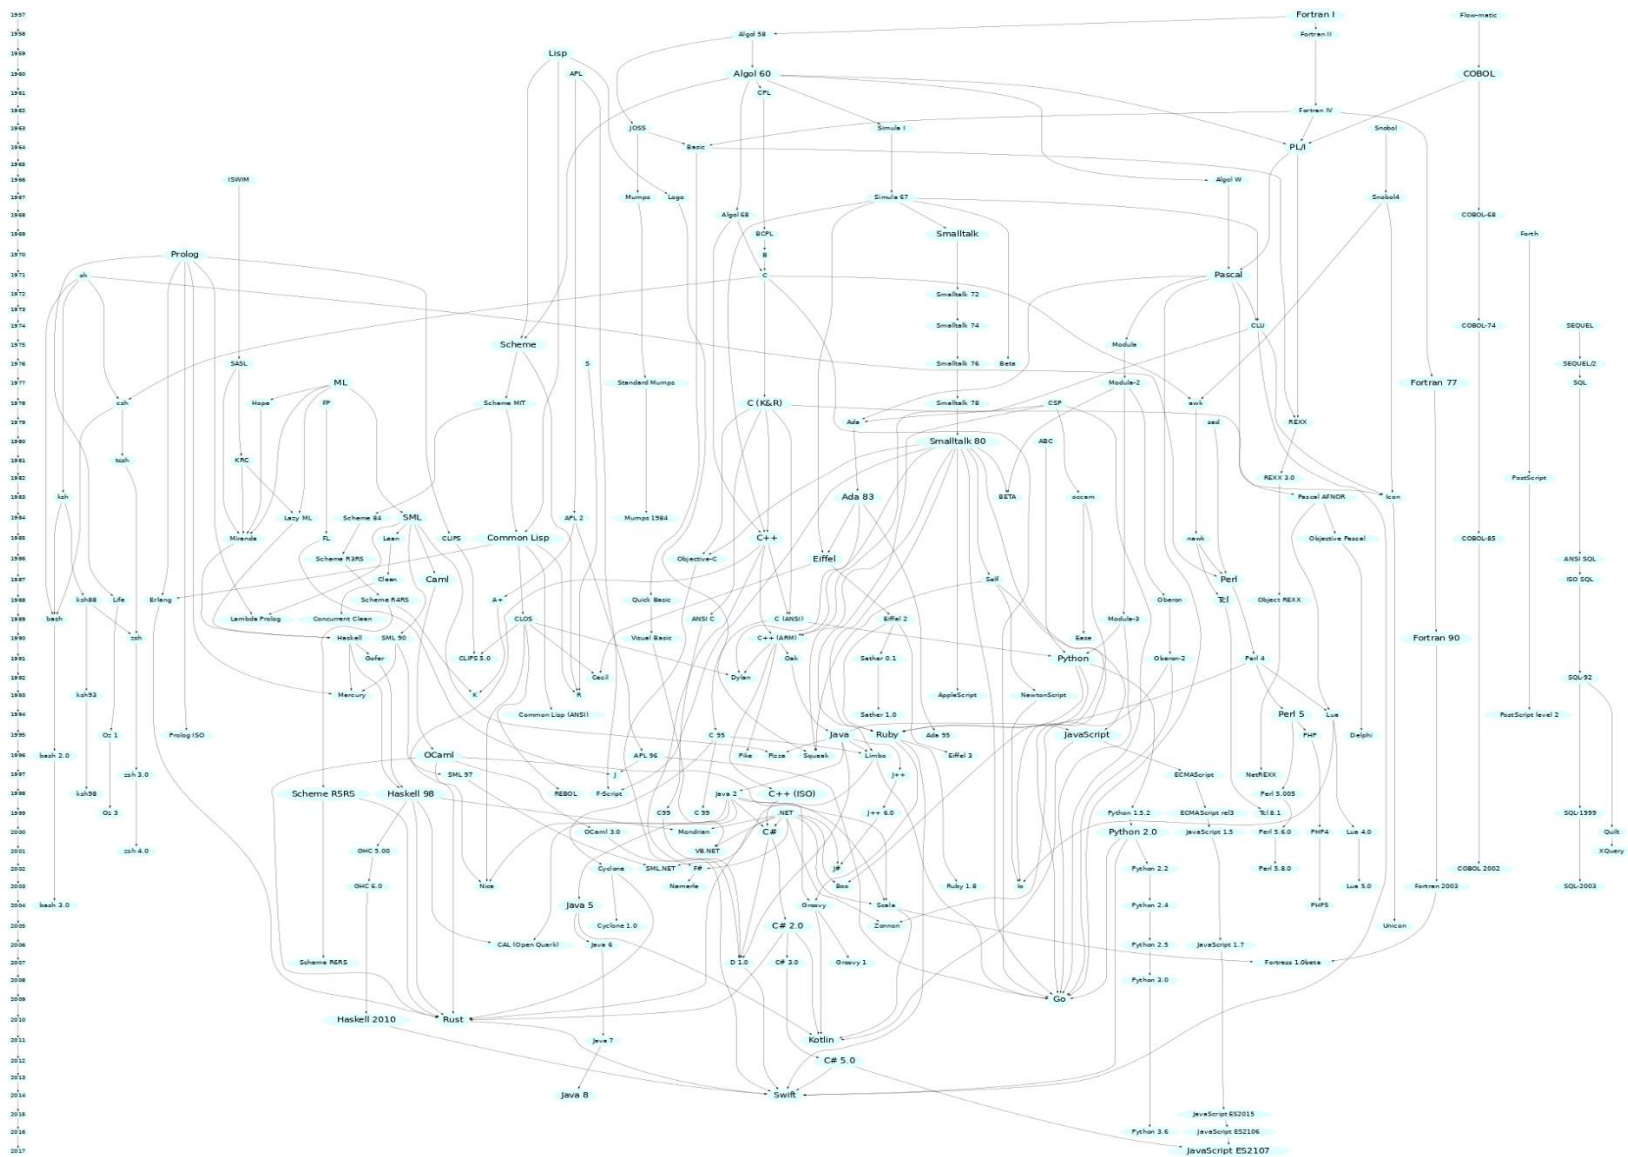 1957 Fortran I Flow-matic
1958 Algol 58 Fortran II
1959 Lisp
1960 APL Algol 60 COBOL
1961 CPL
1962 Fortran IV
1963 JOSS Simula I Snobol
1964 Basic PL/I
1965
1966 ISWIM Algol W
1967 Mumps Logo Simula 67 Snobol4
1968 Algol 68 COBOL-68
1969 BCPL Smalltalk Forth
1970 Prolog B
1971 sh C Pascal
1972 Smalltalk 72
1973
1974 Smalltalk 74 CLU COBOL-74 SEQUEL
1975 Scheme Modula
1976 SASL S Smalltalk 76 Beta SEQUEL/2
1977 ML Standard Mumps Modula-2 Fortran 77 SQL
1978 csh Hope FP Scheme MIT C (K&R) Smalltalk 78 CSP awk
1979 Ada sed REXX
1980 Smalltalk 80 ABC
1981 tcsh KRC
1982 REXX 3.0 PostScript
1983 ksh Ada 83 BETA occam Pascal AFNOR Icon
1984 Lazy ML Scheme 84 SML APL 2 Mumps 1984
1985 Miranda FL Lean CLIPS Common Lisp C++ nawk Objective Pascal COBOL-85
1986 Scheme R3RS Objective-C Eiffel ANSI SQL
1987 Clean Caml Self Perl ISO SQL
1988 ksh88 Life Erlang Scheme R4RS A+ Quick Basic Oberon Tcl Object REXX
1989 bash Lambda Prolog Concurrent Clean CLOS ANSI C C (ANSI) Eiffel 2 Modula-3
1990 zsh Haskell SML 90 Visual Basic C++ (ARM) Ease Fortran 90
1991 Gofer CLIPS 5.0 Oak Sather 0.1 Python Oberon-2 Perl 4
1992 Cecil Dylan SQL-92
1993 ksh93 Mercury K R AppleScript NewtonScript
1994 Common Lisp (ANSI) Sather 1.0 Perl 5 Lua PostScript level 2
1995 Oz 1 Prolog ISO C 95 Java Ruby Ada 95 JavaScript PHP Delphi
1996 bash 2.0 OCaml APL 96 Pike Pizza Squeak Limbo Eiffel 3
1997 zsh 3.0 SML 97 J J++ ECMAScript NetREXX
1998 ksh98 Scheme R5RS Haskell 98 REBOL F-Script Java 2 C++ (ISO) Perl 5.005
1999 Oz 3 C99 C 99 .NET J++ 6.0 Python 1.5.2 ECMAScript rel3 Tcl 8.1 SQL-1999
2000 OCaml 3.0 Mondrian C# Python 2.0 JavaScript 1.5 Perl 5.6.0 PHP4 Lua 4.0 Quilt
2001 zsh 4.0 GHC 5.00 VB.NET XQuery
2002 Cyclone SML.NET F# J# Python 2.2 Perl 5.8.0 COBOL 2002
2003 GHC 6.0 Nice Nemerle Boo Ruby 1.8 Io Lua 5.0 Fortran 2003 SQL-2003
2004 bash 3.0 Java 5 Groovy Scala Python 2.4 PHP5
2005 Cyclone 1.0 C# 2.0 Zonnon Unicon
2006 CAL (Open Quark) Java 6 Python 2.5 JavaScript 1.7
2007 Scheme R6RS D 1.0 C# 3.0 Groovy 1 Fortress 1.0beta
2008 Python 3.0
2009 Go
2010 Haskell 2010 Rust
2011 Java 7 Kotlin
2012 C# 5.0
2013
2014 Java 8 Swift
2015 JavaScript ES2015
2016 Python 3.6 JavaScript ES2106
2017 JavaScript ES2107